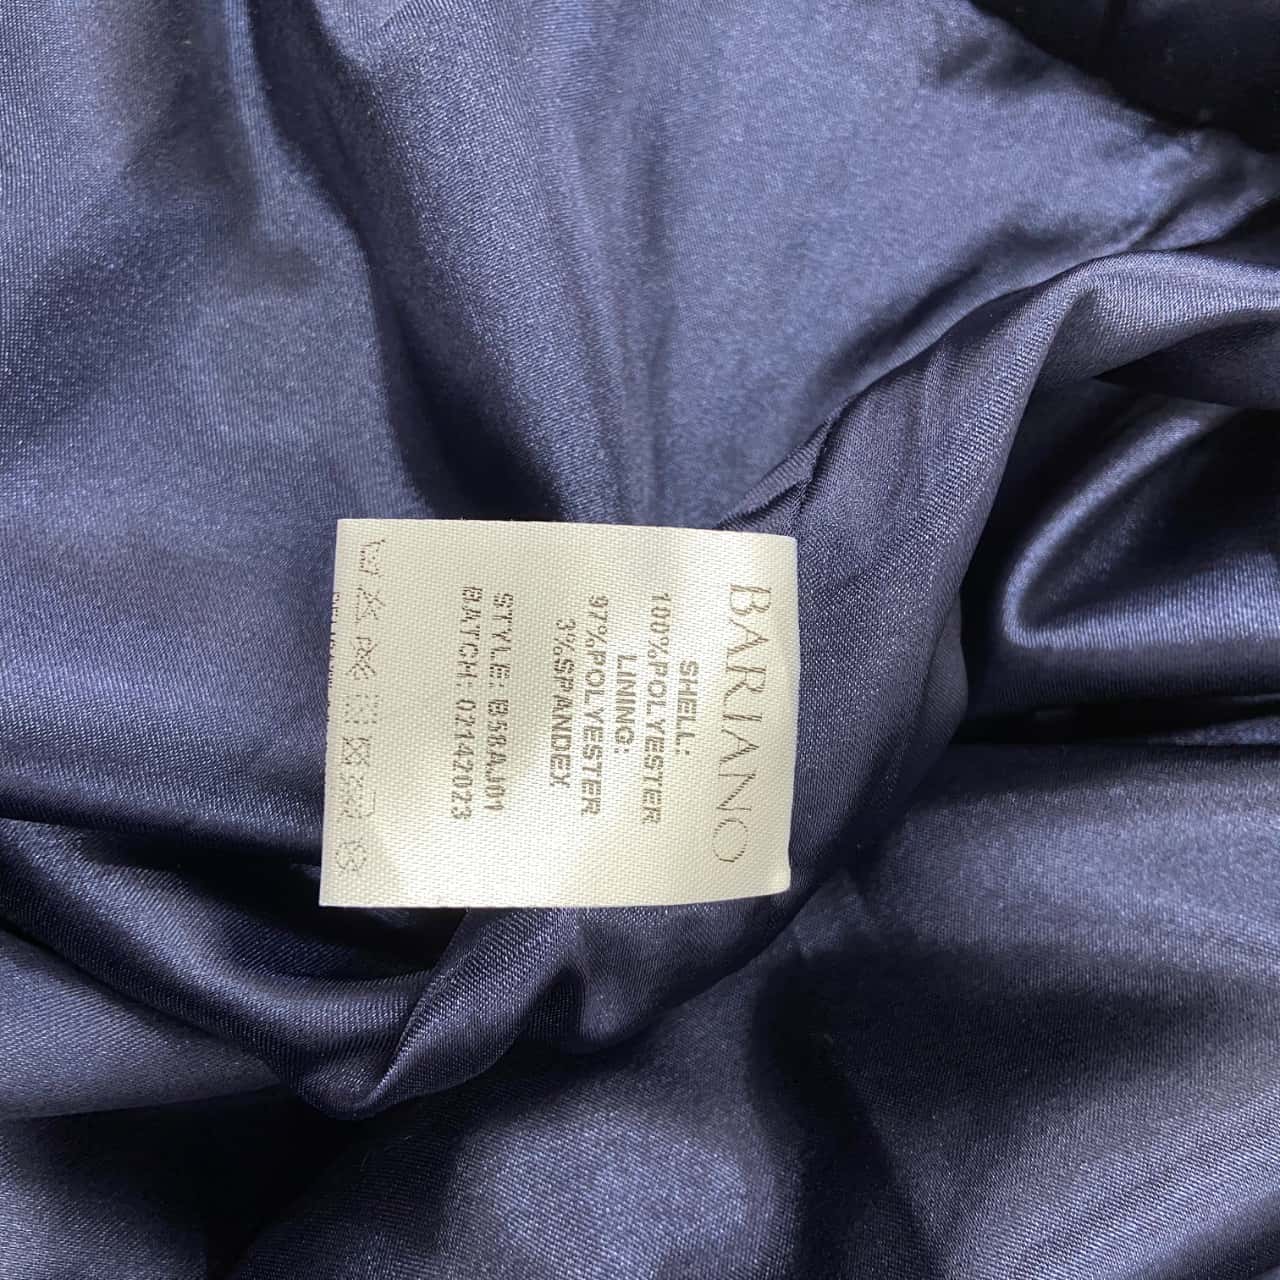 BARIANO
SHELL:
100%POLYESTER
LINING:
97%POLYESTER
3%SPANDEX
STYLE: B58AJ01
BATCH: 02142023